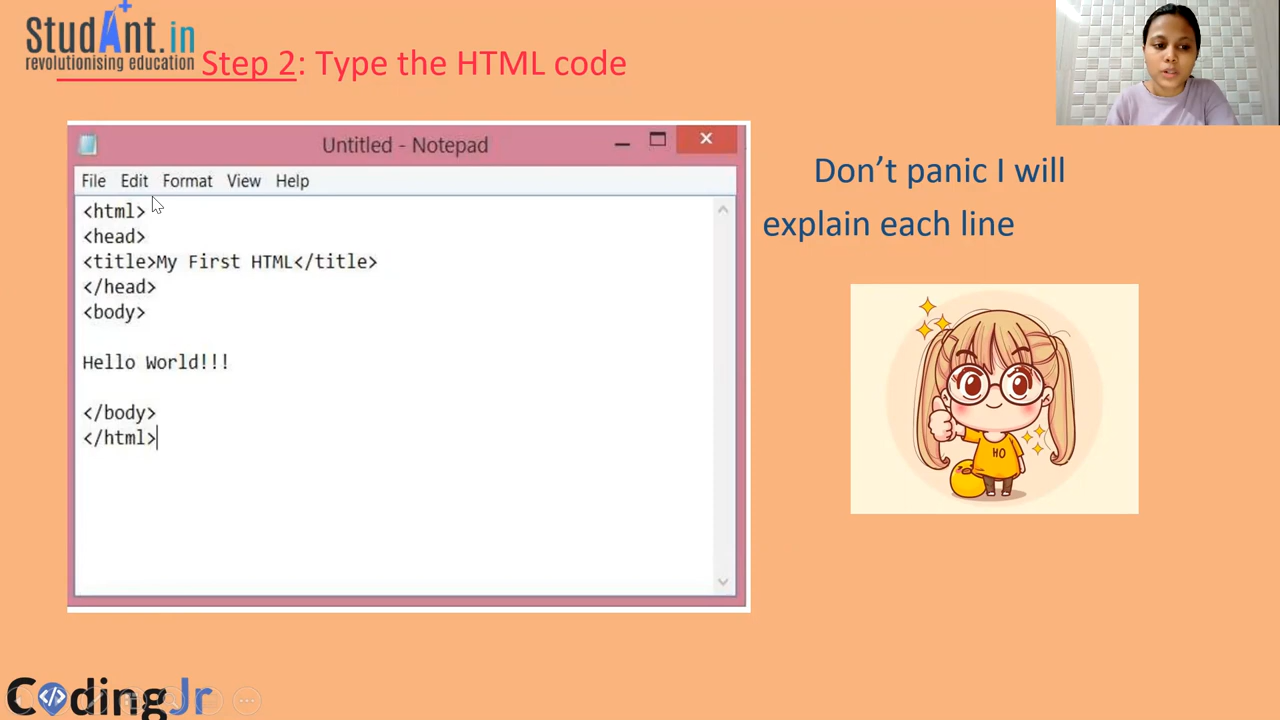 StudAnt.in
revolutionising education
Step 2: Type the HTML code
Untitled - Notepad
File Edit Format View Help
<html>
<head>
<title>My First HTML</title>
</head>
<body>
Hello World!!!
</body>
</html>
Don’t panic I will
explain each line
HO
CodingJr